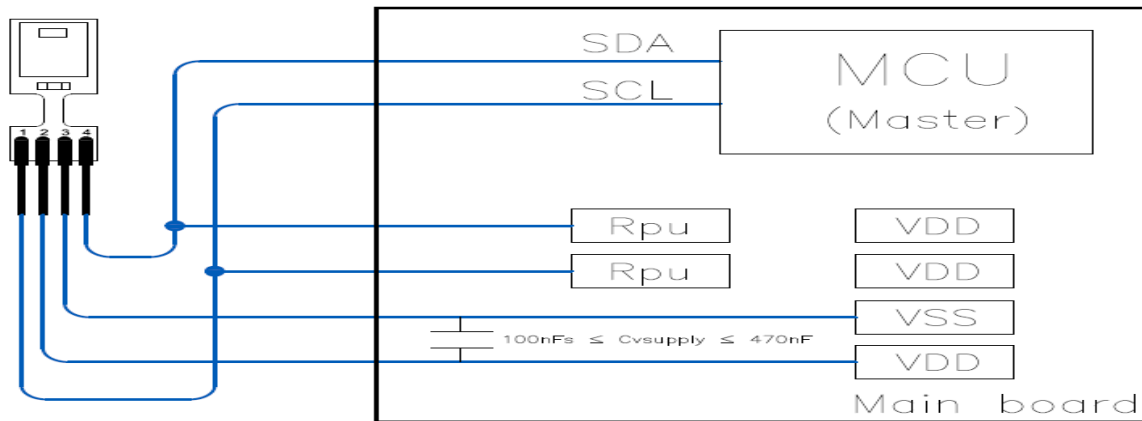 SDA
MCU
SCL
(Master)
1 2 3 4
Rpu VDD
Rpu VDD
VSS
100nFs ≤ Cvsupply ≤ 470nF
VDD
Main board